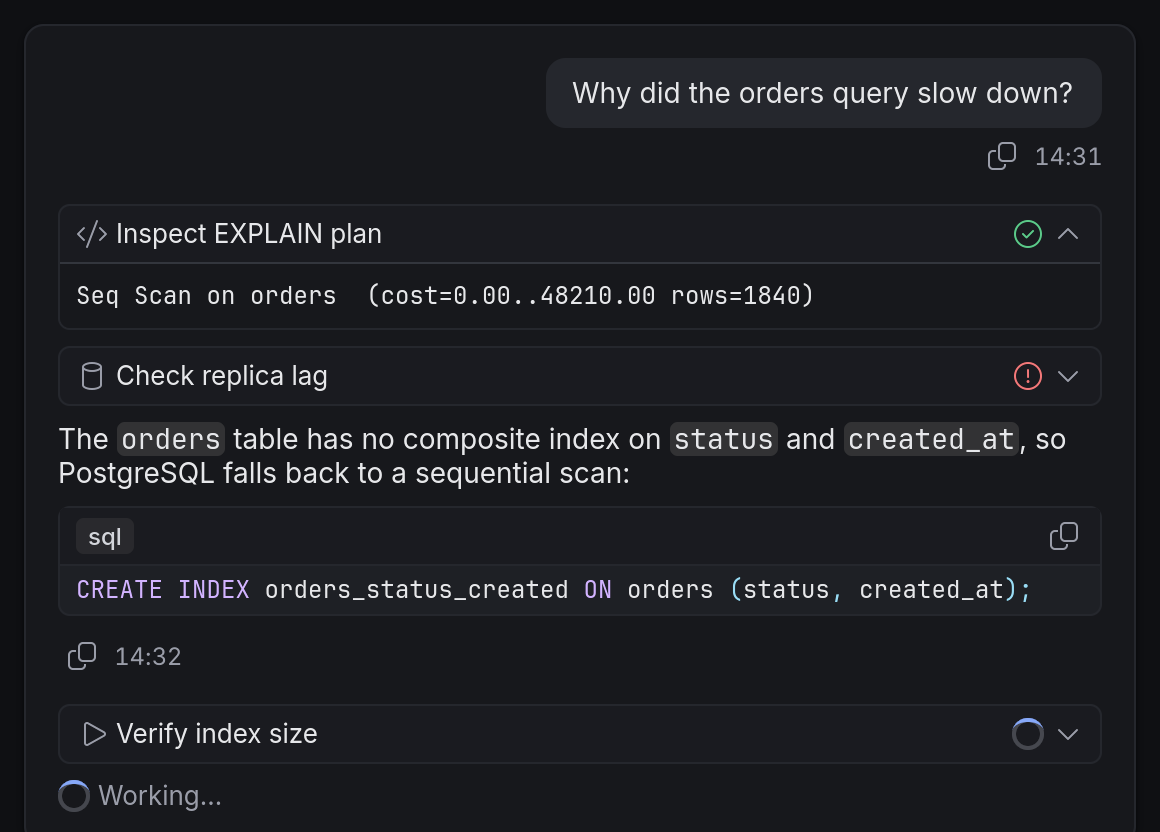 Why did the orders query slow down?
14:31
Inspect EXPLAIN plan
Seq Scan on orders  (cost=0.00..48210.00 rows=1840)
Check replica lag
The orders table has no composite index on status and created_at, so
PostgreSQL falls back to a sequential scan:
sql
CREATE INDEX orders_status_created ON orders (status, created_at);
14:32
Verify index size
Working...